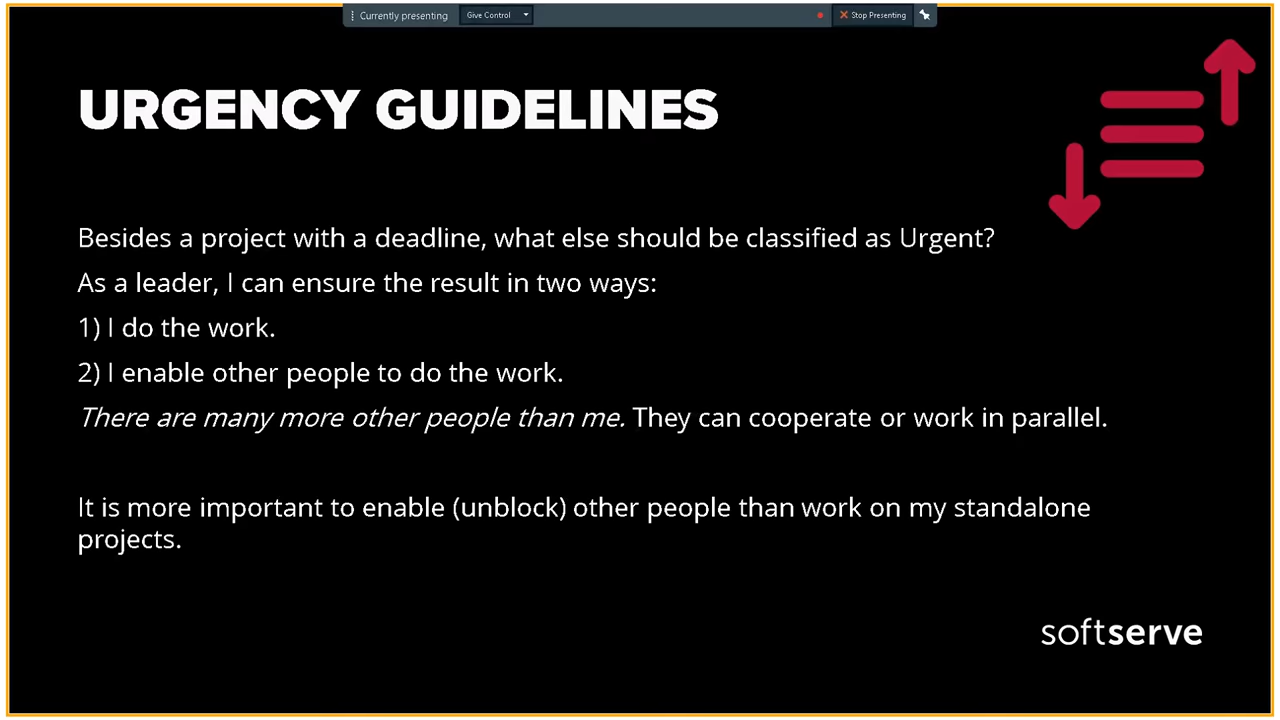 Currently presenting Give Control Stop Presenting
URGENCY GUIDELINES
Besides a project with a deadline, what else should be classified as Urgent?
As a leader, I can ensure the result in two ways:
1) I do the work.
2) I enable other people to do the work.
There are many more other people than me. They can cooperate or work in parallel.
It is more important to enable (unblock) other people than work on my standalone
projects.
softserve